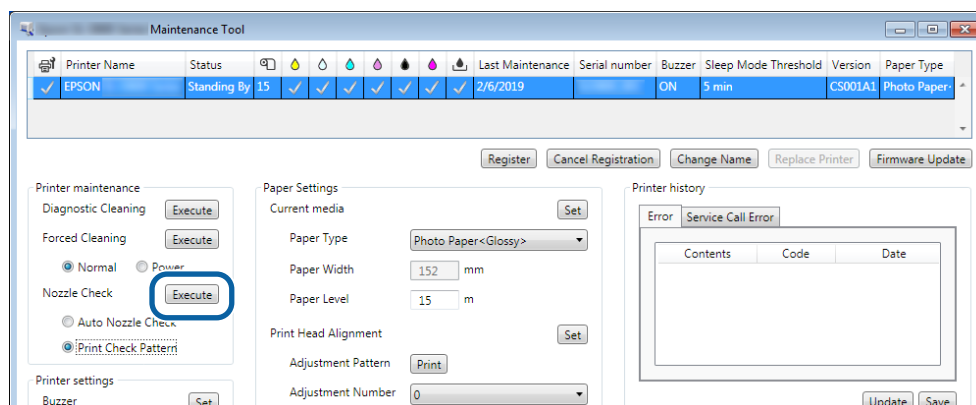 Maintenance Tool
Printer Name Status Last Maintenance Serial number Buzzer Sleep Mode Threshold Version Paper Type
EPSON Standing By 15 2/6/2019 ON 5 min CS001A1 Photo Paper
Register Cancel Registration Change Name Replace Printer Firmware Update
Printer maintenance
Diagnostic Cleaning Execute
Forced Cleaning Execute
Normal Power
Nozzle Check Execute
Auto Nozzle Check
Print Check Pattern
Printer settings
Buzzer Set
Paper Settings
Current media Set
Paper Type Photo Paper<Glossy>
Paper Width 152 mm
Paper Level 15 m
Print Head Alignment Set
Adjustment Pattern Print
Adjustment Number 0
Printer history
Error Service Call Error
Contents Code Date
Update Save